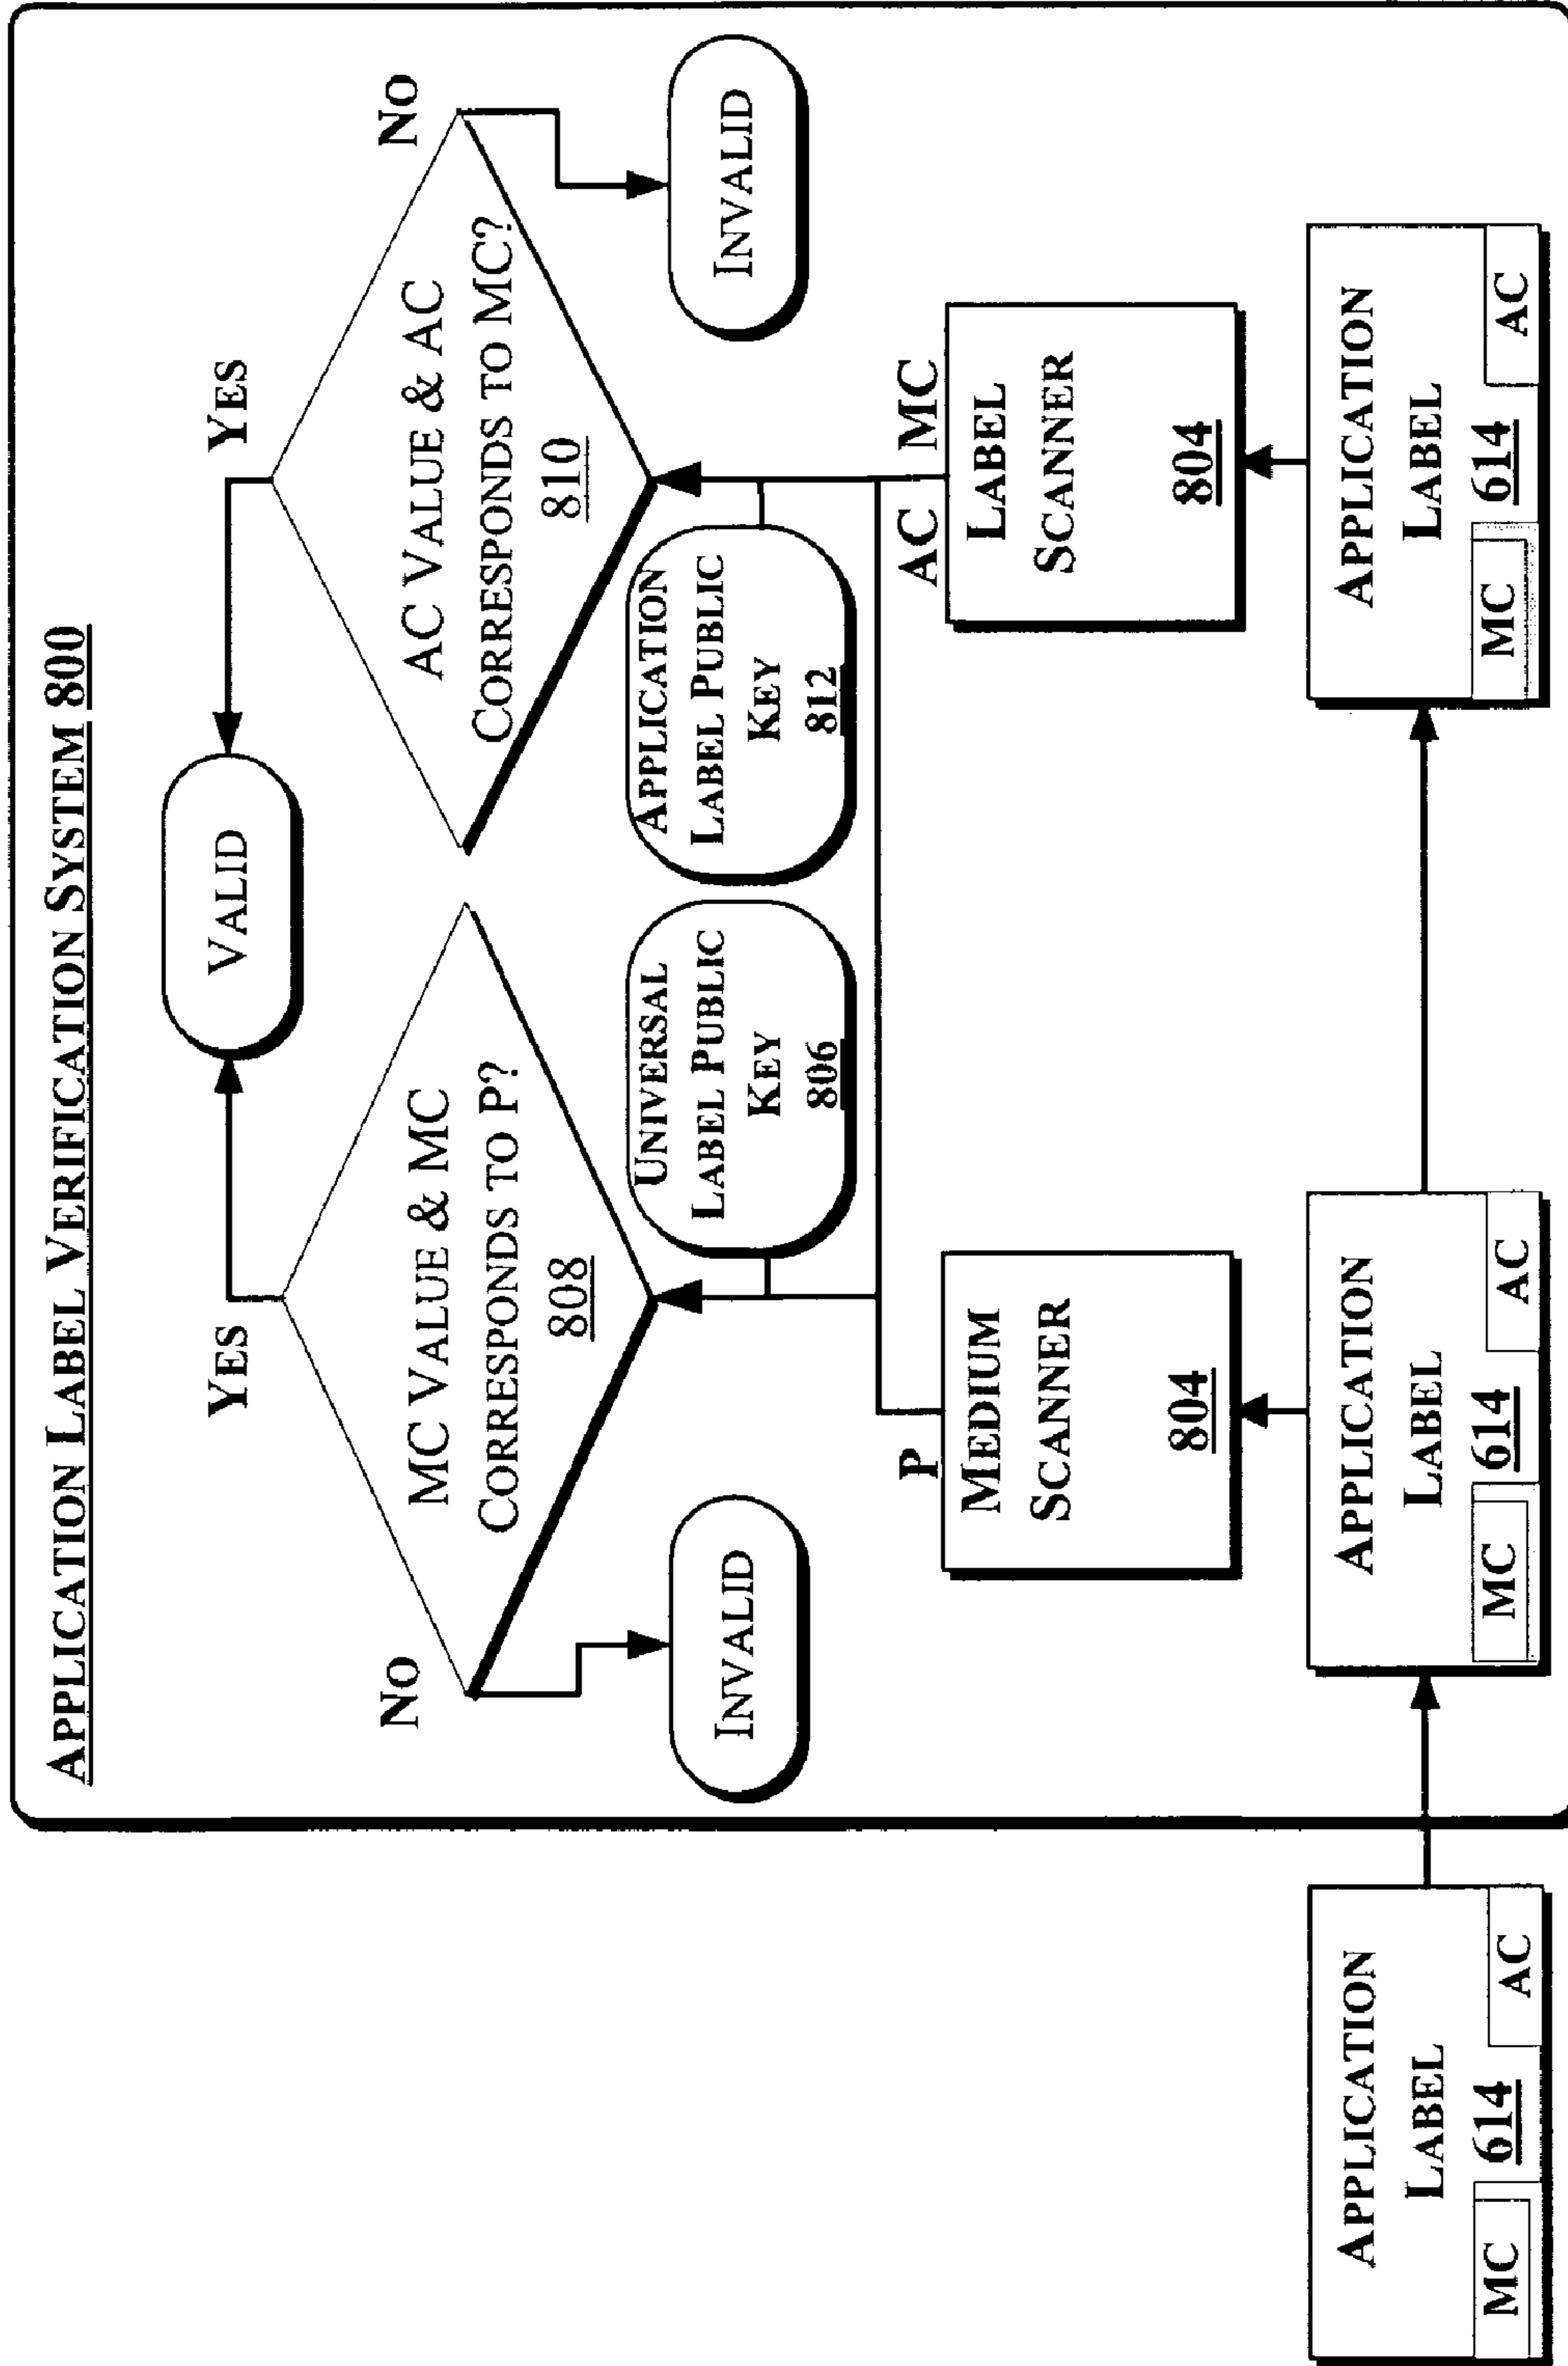 APPLICATION LABEL VERIFICATION SYSTEM 800
VALID
YES
YES
NO
NO
MC VALUE & MC
CORRESPONDS TO P?
808
AC VALUE & AC
CORRESPONDS TO MC?
810
INVALID
UNIVERSAL
LABEL PUBLIC
KEY
806
APPLICATION
LABEL PUBLIC
KEY
812
INVALID
P
AC MC
MEDIUM
SCANNER
804
LABEL
SCANNER
804
APPLICATION
LABEL
MC 614 AC
APPLICATION
LABEL
MC 614 AC
APPLICATION
LABEL
MC 614 AC